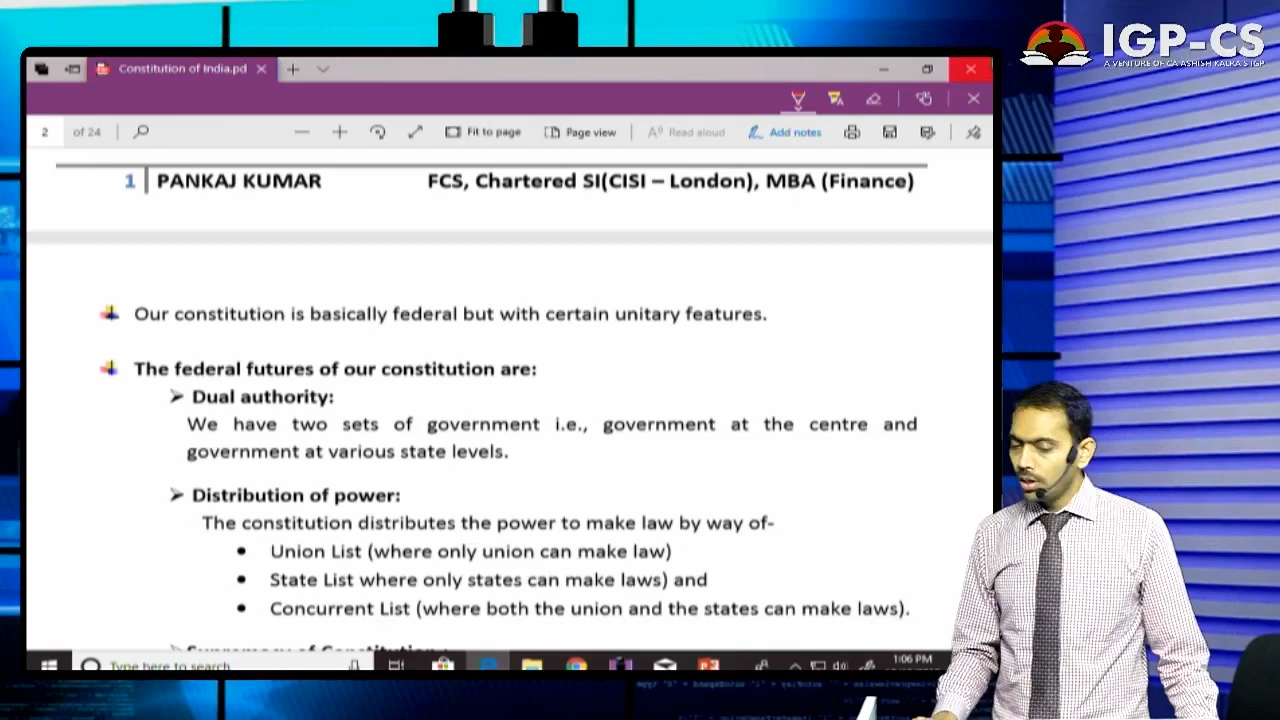 IGP-CS
A VENTURE OF CA ASHISH KALRA'S IGP
Constitution of India.pd
2 of 24
Fit to page
Page view
Read aloud
Add notes
1 PANKAJ KUMAR FCS, Chartered SI(CISI – London), MBA (Finance)
Our constitution is basically federal but with certain unitary features.
The federal futures of our constitution are:
➢ Dual authority:
We have two sets of government i.e., government at the centre and
government at various state levels.
➢ Distribution of power:
The constitution distributes the power to make law by way of-
• Union List (where only union can make law)
• State List where only states can make laws) and
• Concurrent List (where both the union and the states can make laws).
Supremacy of Constitution
Type here to search
1:06 PM